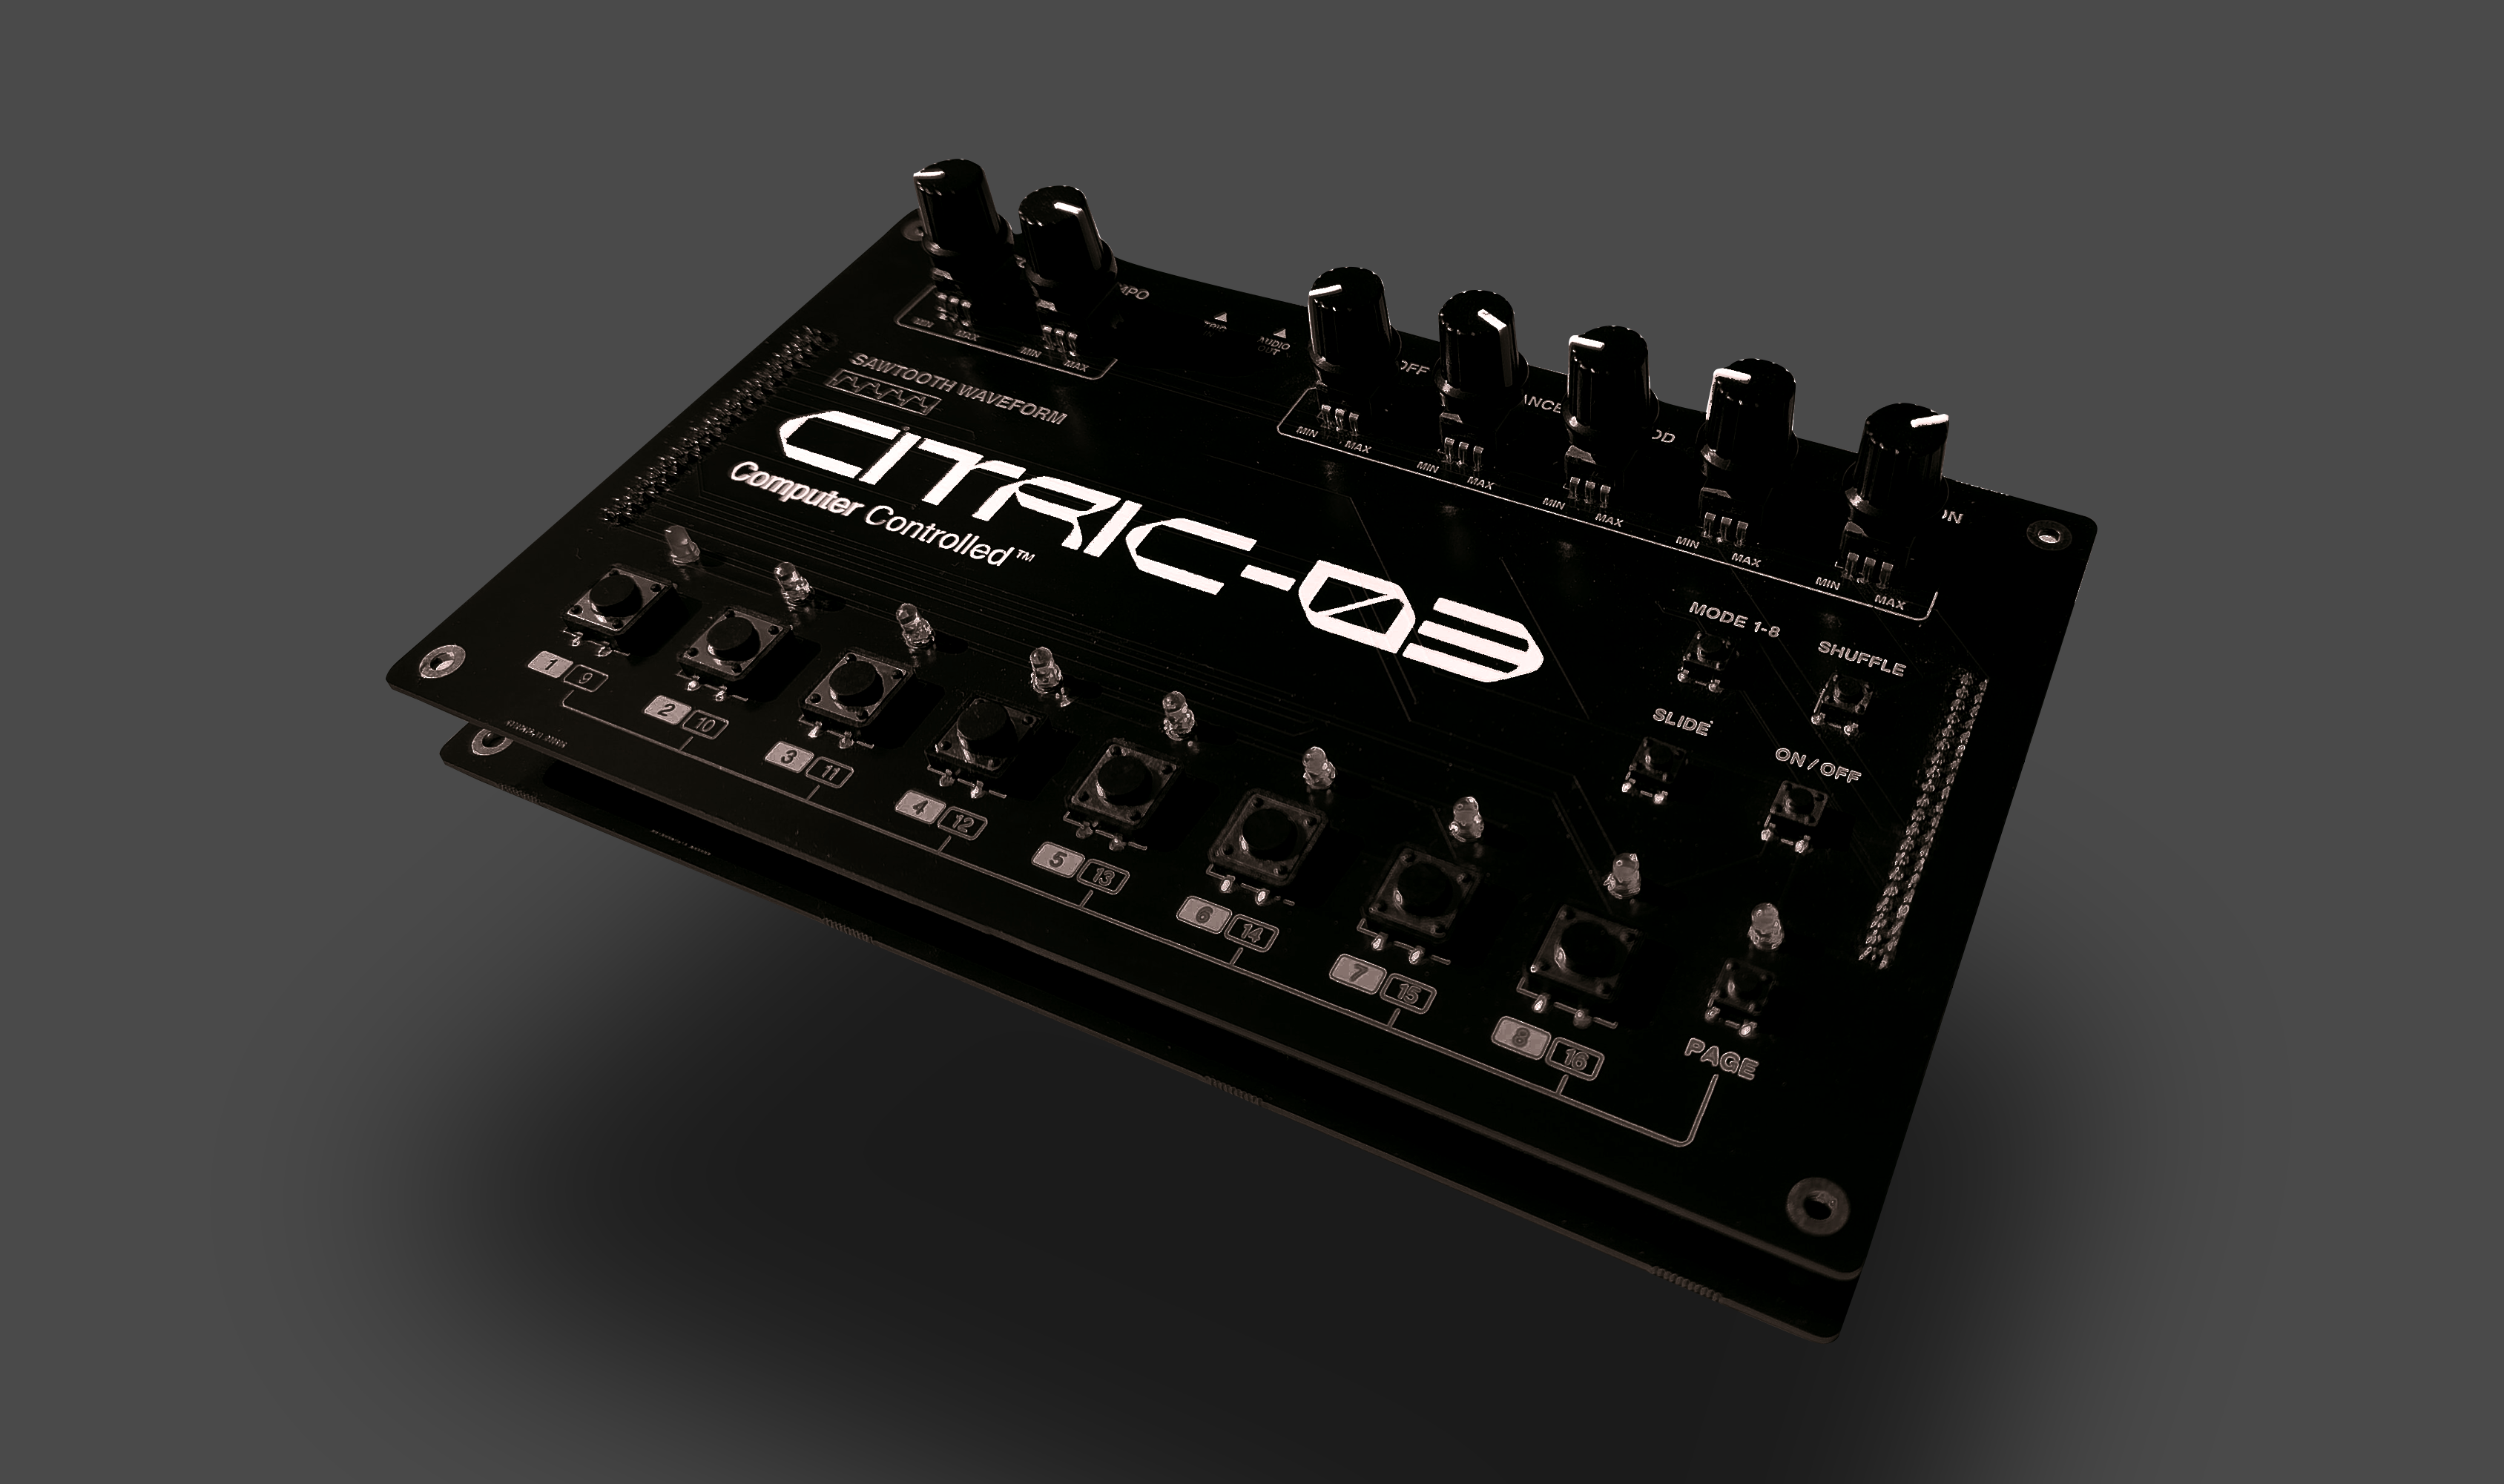 MIN MAX MIN MAX
AUDIO
OUT
SAWTOOTH WAVEFORM
CITRIC-03
Computer Controlled™
MIN MAX MIN MAX MIN MAX MIN MAX MIN MAX
MODE 1-8
SHUFFLE
SLIDE
ON / OFF
1 9
2 10
3 11
4 12
5 13
6 14
7 15
8 16
PAGE